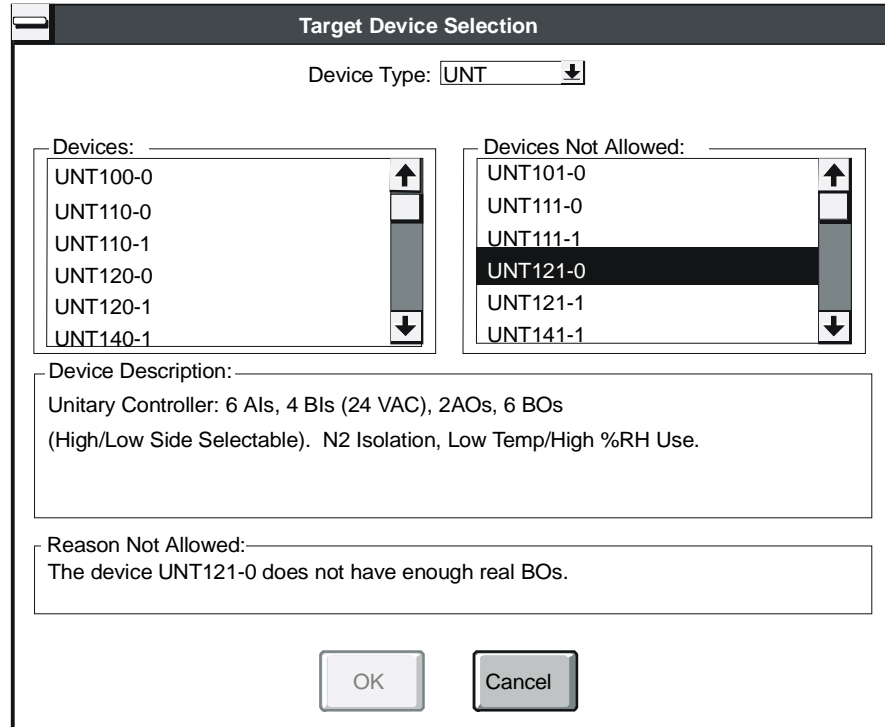 Target Device Selection
Device Type: UNT
Devices:
UNT100-0
UNT110-0
UNT110-1
UNT120-0
UNT120-1
UNT140-1
Devices Not Allowed:
UNT101-0
UNT111-0
UNT111-1
UNT121-0
UNT121-1
UNT141-1
Device Description:
Unitary Controller: 6 AIs, 4 BIs (24 VAC), 2AOs, 6 BOs
(High/Low Side Selectable). N2 Isolation, Low Temp/High %RH Use.
Reason Not Allowed:
The device UNT121-0 does not have enough real BOs.
OK
Cancel